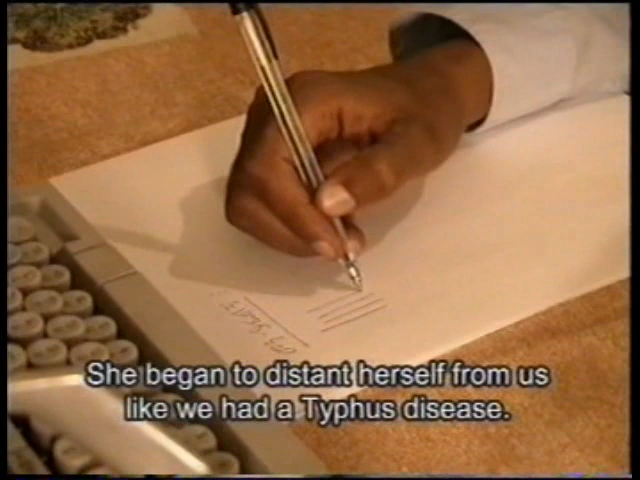 She began to distant herself from us
like we had a Typhus disease.